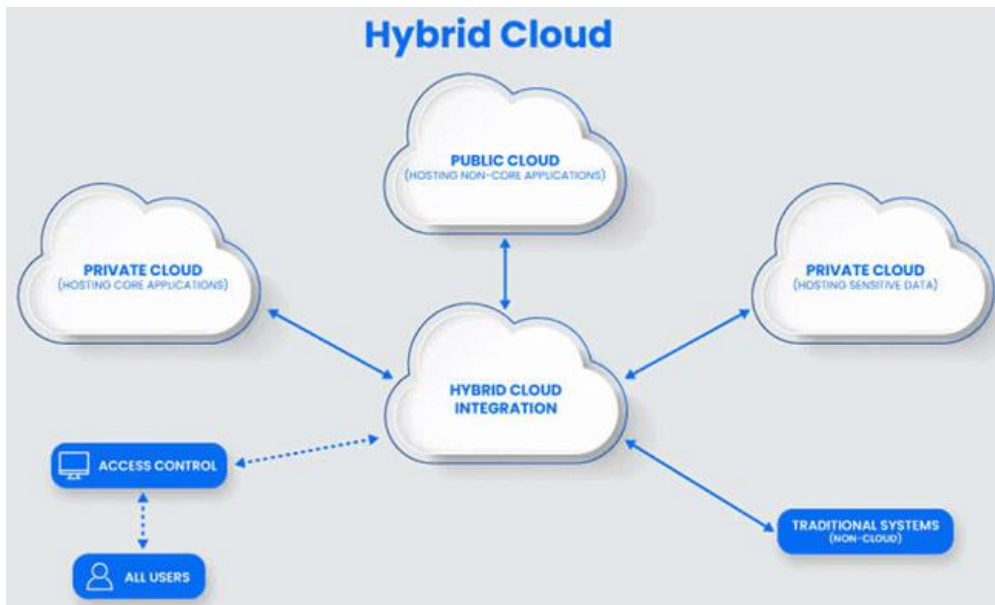 Hybrid Cloud
PUBLIC CLOUD
(HOSTING NON-CORE APPLICATIONS)
PRIVATE CLOUD
(HOSTING CORE APPLICATIONS)
PRIVATE CLOUD
(HOSTING SENSITIVE DATA)
HYBRID CLOUD
INTEGRATION
ACCESS CONTROL
TRADITIONAL SYSTEMS
(NON-CLOUD)
ALL USERS